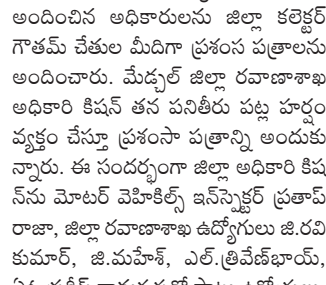 అందించిన అధికారులను జిల్లా కలెక్టర్
గౌతమ్ చేతుల మీదిగా ప్రశంస పత్రాలను
అందించారు. మేడ్చల్ జిల్లా రవాణాశాఖ
అధికారి కిషన్ తన పనితీరు పట్ల హర్షం
వ్యక్తం చేస్తూ ప్రశంసా పత్రాన్ని అందుకు
న్నారు. ఈ సందర్భంగా జిల్లా అధికారి కిష
న్‌ను మోటర్ వెహికిల్స్ ఇన్‌స్పెక్టర్ ప్రతాప్
రాజా, జిల్లా రవాణాశాఖ ఉద్యోగులు జి.రవి
కుమార్, జి.మహేశ్, ఎల్.త్రివేణ్‌భాయ్,